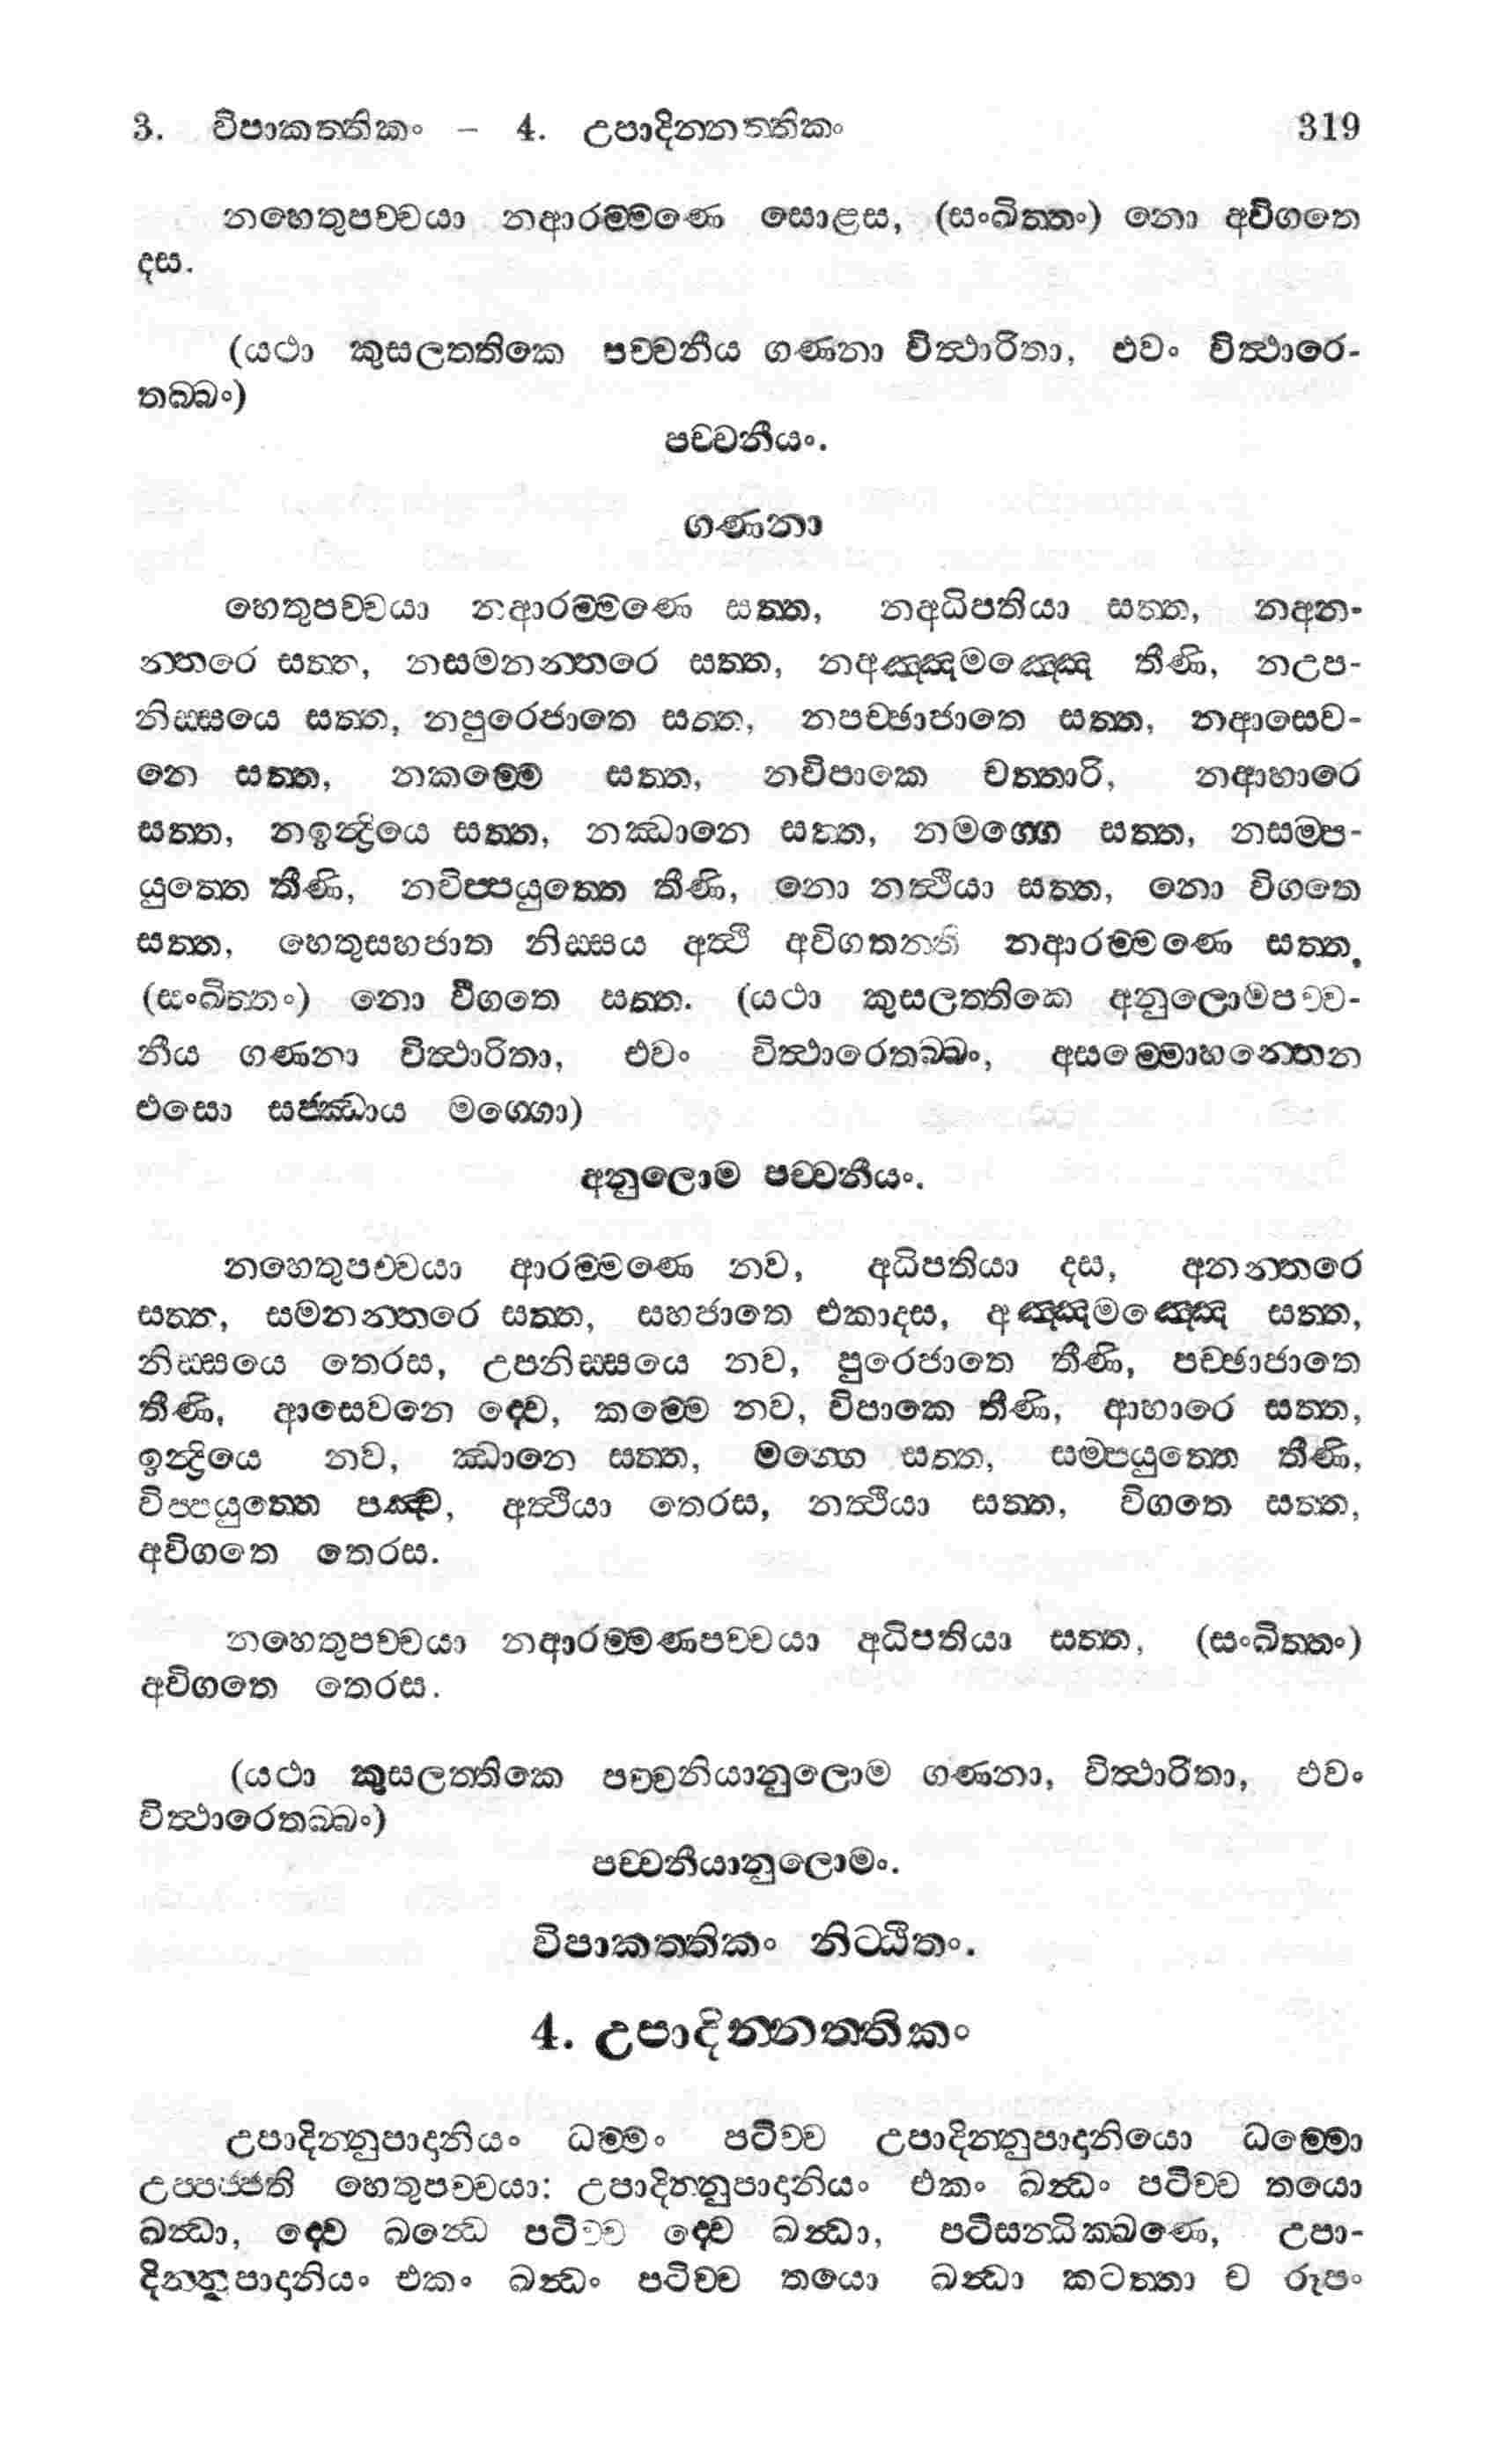 3. විපාකත්තිකං – 4. උපාදින්නත්තිකං 319
නහෙතුපච්චයා නආරම්මණෙ සොළස, (සංඛිත්තං) නො අවිගතෙ
දස.
(යථා කුසලත්තිකෙ පච්චනීය ගණනා විත්ථාරිතා, එවං විත්ථාරෙ-
තබ්බං)
පච්චනීයං.
ගණනා
හෙතුපච්චයා නආරම්මණෙ සත්ත, නඅධිපතියා සත්ත, නඅන-
න්තරෙ සත්ත, නසමනන්තරෙ සත්ත, නඅඤ්ඤමඤ්ඤෙ තීණි, නඋප-
නිස්සයෙ සත්ත, නපුරෙජාතෙ සත්ත, නපච්ඡාජාතෙ සත්ත, නආසෙව-
නෙ සත්ත, නකම්මෙ සත්ත, නවිපාකෙ චත්තාරි, නආහාරෙ
සත්ත, නඉන්ද්‍රියෙ සත්ත, නඣානෙ සත්ත, නමග්ගෙ සත්ත, නසම්ප-
යුත්තෙ තීණි, නවිප්පයුත්තෙ තීණි, නො නත්ථියා සත්ත, නො විගතෙ
සත්ත, හෙතුසහජාත නිස්සය අත්ථි අවිගතන්ති නආරම්මණෙ සත්ත,
(සංඛිත්තං) නො විගතෙ සත්ත. (යථා කුසලත්තිකෙ අනුලොමපච්ච-
නීය ගණනා විත්ථාරිතා, එවං විත්ථාරෙතබ්බං, අසම්මොහන්තෙන
එසො සජ්ඣාය මග්ගො)
අනුලොම පච්චනීයං.
නහෙතුපච්චයා ආරම්මණෙ නව, අධිපතියා දස, අනන්තරෙ
සත්ත, සමනන්තරෙ සත්ත, සහජාතෙ එකාදස, අඤ්ඤමඤ්ඤෙ සත්ත,
නිස්සයෙ තෙරස, උපනිස්සයෙ නව, පුරෙජාතෙ තීණි, පච්ඡාජාතෙ
තීණි, ආසෙවනෙ ද්වෙ, කම්මෙ නව, විපාකෙ තීණි, ආහාරෙ සත්ත,
ඉන්ද්‍රියෙ නව, ඣානෙ සත්ත, මග්ගෙ සත්ත, සම්පයුත්තෙ තීණි,
විප්පයුත්තෙ පඤ්ච, අත්ථියා තෙරස, නත්ථියා සත්ත, විගතෙ සත්ත,
අවිගතෙ තෙරස.
නහෙතුපච්චයා නආරම්මණපච්චයා අධිපතියා සත්ත, (සංඛිත්තං)
අවිගතෙ තෙරස.
(යථා කුසලත්තිකෙ පච්චනියානුලොම ගණනා, විත්ථාරිතා, එවං
විත්ථාරෙතබ්බං)
පච්චනීයානුලොමං.
විපාකත්තිකං නිට්ඨිතං.
4. උපාදින්නත්තිකං
උපාදින්නුපාදානියං ධම්මං පටිච්ච උපාදින්නුපාදානියො ධම්මො
උප්පජ්ජති හෙතුපච්චයා: උපාදින්නුපාදානියං එකං ඛන්ධං පටිච්ච තයො
ඛන්ධා, ද්වෙ ඛන්ධෙ පටිච්ච ද්වෙ ඛන්ධා, පටිසන්ධික්ඛණෙ, උපා-
දින්නුපාදානියං එකං ඛන්ධං පටිච්ච තයො ඛන්ධා කටත්තා ච රූපං